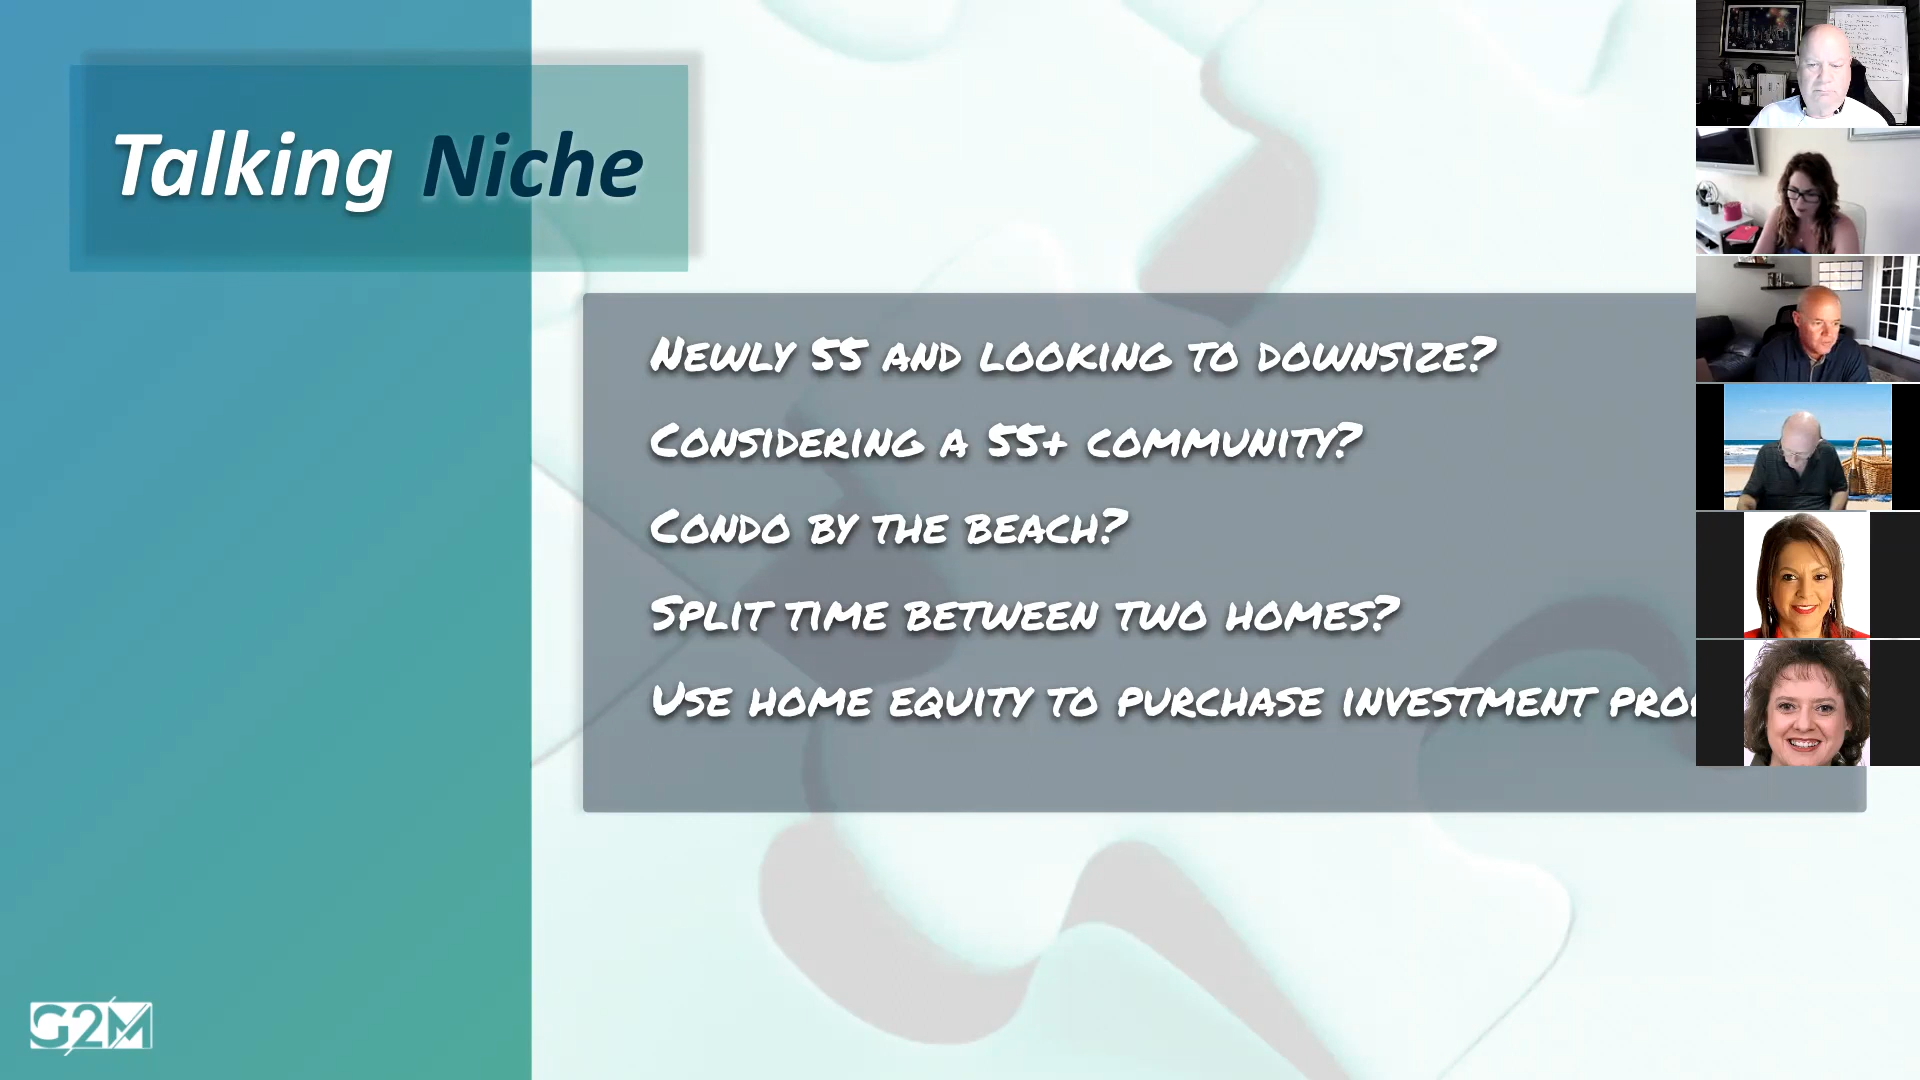 Talking Niche
Newly 55 and looking to downsize?
Considering a 55+ community?
Condo by the beach?
Split time between two homes?
Use home equity to purchase investment
G2M